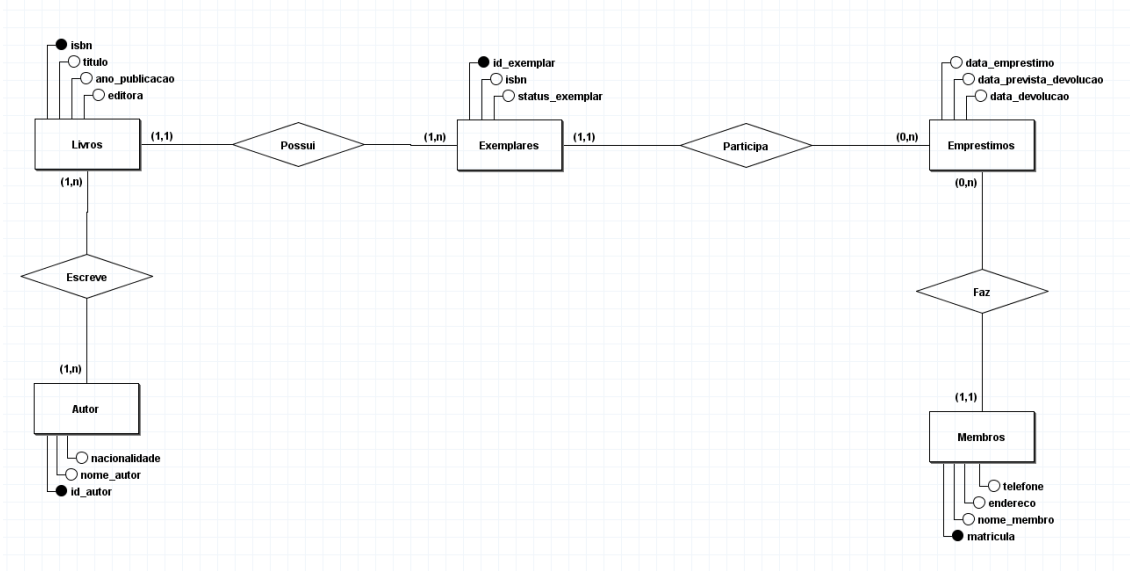 isbn
titulo
ano_publicacao
editora
Livros
(1,1)
Possui
(1,n)
id_exemplar
isbn
status_exemplar
Exemplares
(1,1)
Participa
(0,n)
data_emprestimo
data_prevista_devolucao
data_devolucao
Emprestimos
(1,n)
Escreve
(1,n)
Autor
nacionalidade
nome_autor
id_autor
(0,n)
Faz
(1,1)
Membros
telefone
endereco
nome_membro
matricula